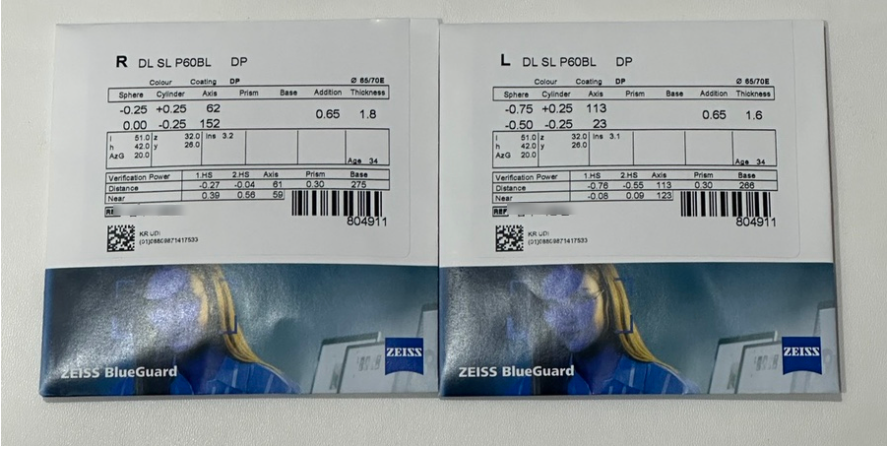 R DL SL P60BL DP
Colour Coating DP Ø 65/70E
Sphere Cylinder Axis Prism Base Addition Thickness
-0.25 +0.25 62
0.65 1.8
0.00 -0.25 152
l 51.0 z 32.0 Ins 3.2
h 42.0 y 26.0
AzG 20.0
Age 34
Verification Power 1.HS 2.HS Axis Prism Base
Distance -0.27 -0.04 61 0.30 275
Near 0.39 0.56 59
804911
KR UDI
ZEISS
ZEISS BlueGuard
L DL SL P60BL DP
Colour Coating DP Ø 65/70E
Sphere Cylinder Axis Prism Base Addition Thickness
-0.75 +0.25 113
0.65 1.6
-0.50 -0.25 23
l 51.0 z 32.0 Ins 3.1
h 42.0 y 26.0
AzG 20.0
Age 34
Verification Power 1.HS 2.HS Axis Prism Base
Distance -0.76 -0.55 113 0.30 266
Near -0.08 0.09 123
REF
804911
KR UDI
ZEISS
ZEISS BlueGuard